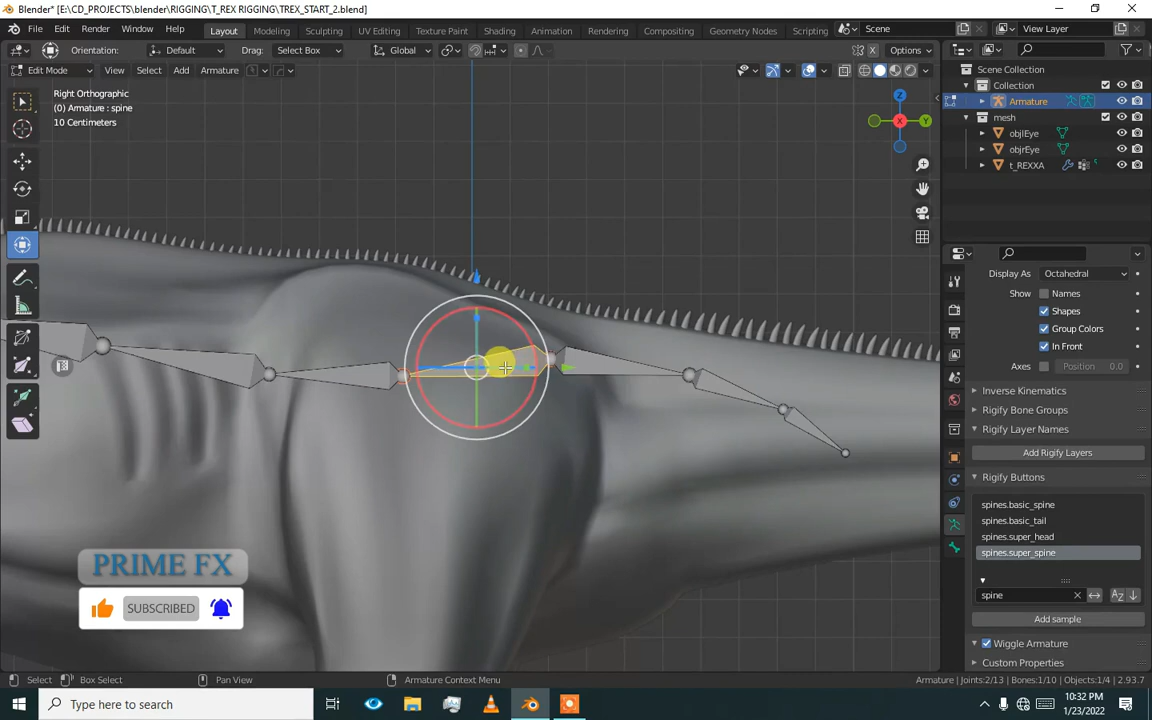 Blender* [E:\CD_PROJECTS\blender\RIGGING\T_REX RIGGING\TREX_START_2.blend]
File Edit Render Window Help Layout Modeling Sculpting UV Editing Texture Paint Shading Animation Rendering Compositing Geometry Nodes Scripting Scene View Layer
Orientation: Default Drag: Select Box Global Options
Edit Mode View Select Add Armature
Right Orthographic
(0) Armature : spine
10 Centimeters
Z
Y
X
Scene Collection
Collection
Armature
mesh
objlEye
objrEye
t_REXXA
Display As Octahedral
Show Names
Shapes
Group Colors
In Front
Axes Position 0.0
Inverse Kinematics
Rigify Bone Groups
Rigify Layer Names
Add Rigify Layers
Rigify Buttons
spines.basic_spine
spines.basic_tail
spines.super_head
spines.super_spine
spine
Add sample
Wiggle Armature
Custom Properties
PRIME FX
SUBSCRIBED
Select Box Select Pan View Armature Context Menu Armature | Joints:2/13 | Bones:1/10 | Objects:1/4 | 2.93.7
Type here to search
10:32 PM
1/23/2022